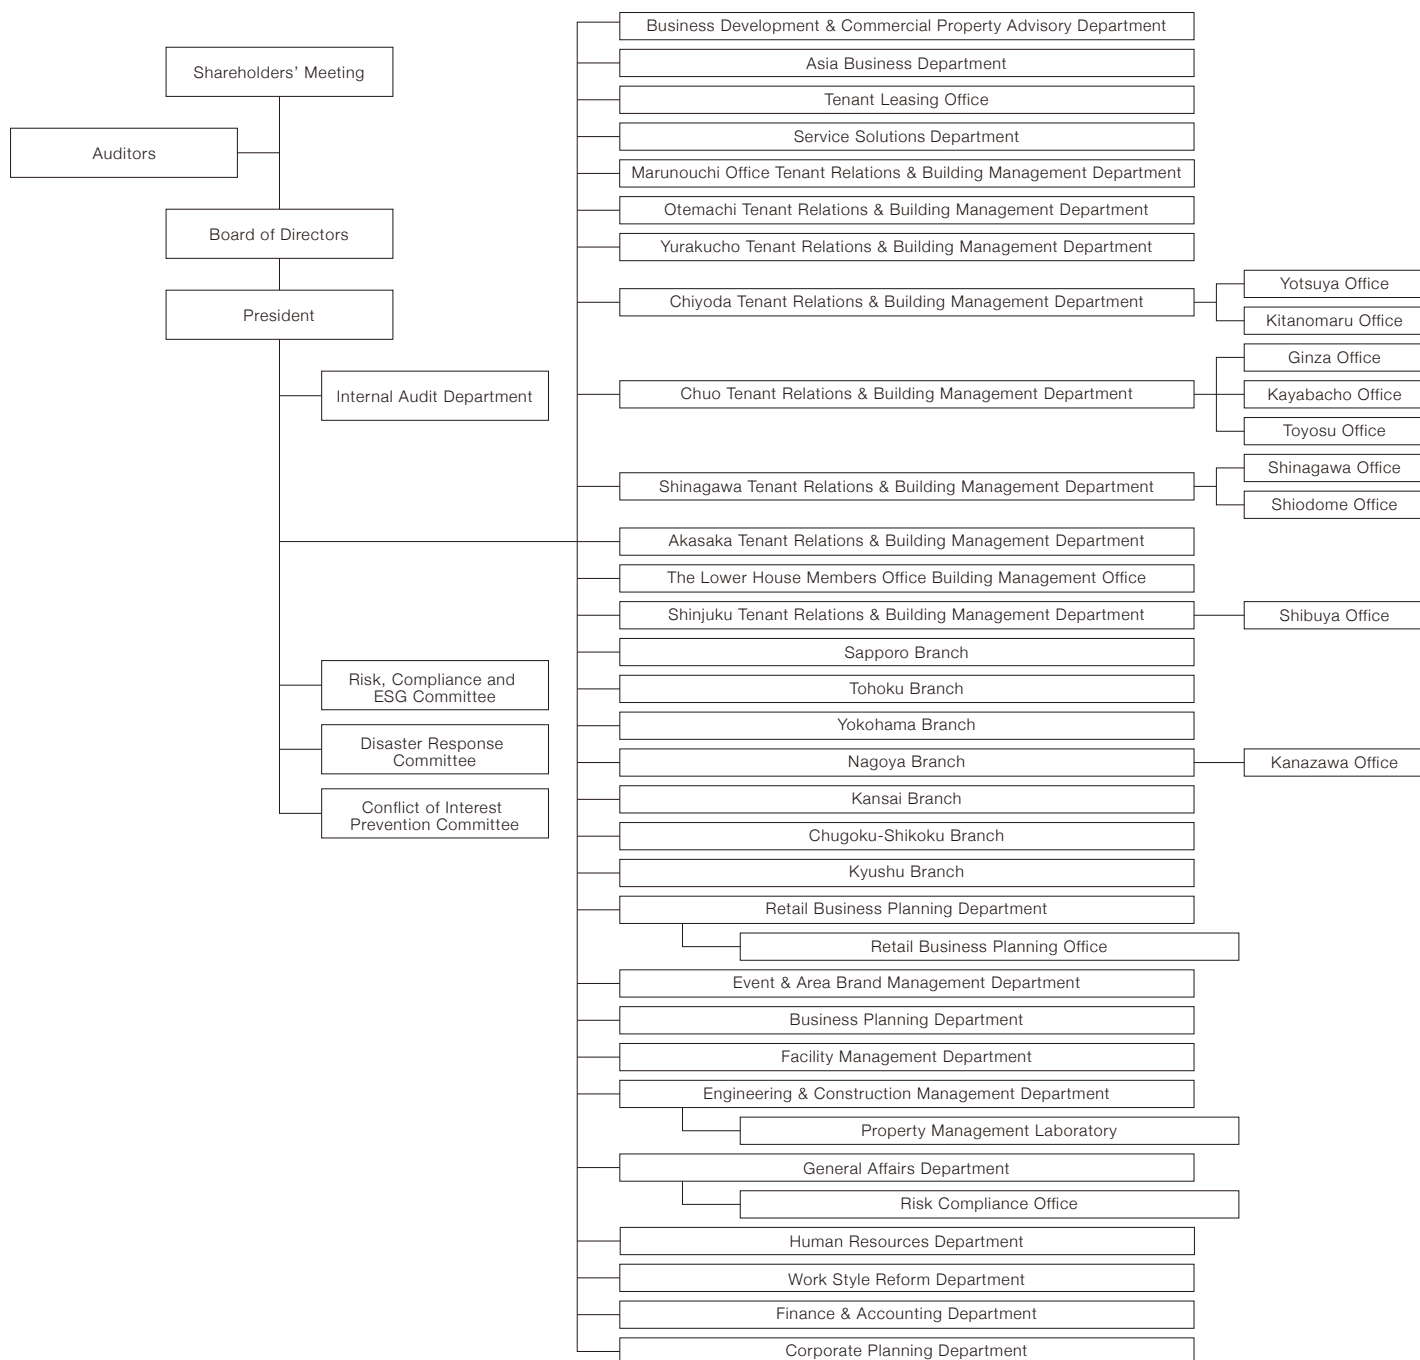 Shareholders' Meeting
Auditors
Board of Directors
President
Internal Audit Department
Risk, Compliance and
ESG Committee
Disaster Response
Committee
Conflict of Interest
Prevention Committee
Business Development & Commercial Property Advisory Department
Asia Business Department
Tenant Leasing Office
Service Solutions Department
Marunouchi Office Tenant Relations & Building Management Department
Otemachi Tenant Relations & Building Management Department
Yurakucho Tenant Relations & Building Management Department
Chiyoda Tenant Relations & Building Management Department
Yotsuya Office
Kitanomaru Office
Chuo Tenant Relations & Building Management Department
Ginza Office
Kayabacho Office
Toyosu Office
Shinagawa Tenant Relations & Building Management Department
Shinagawa Office
Shiodome Office
Akasaka Tenant Relations & Building Management Department
The Lower House Members Office Building Management Office
Shinjuku Tenant Relations & Building Management Department
Shibuya Office
Sapporo Branch
Tohoku Branch
Yokohama Branch
Nagoya Branch
Kanazawa Office
Kansai Branch
Chugoku-Shikoku Branch
Kyushu Branch
Retail Business Planning Department
Retail Business Planning Office
Event & Area Brand Management Department
Business Planning Department
Facility Management Department
Engineering & Construction Management Department
Property Management Laboratory
General Affairs Department
Risk Compliance Office
Human Resources Department
Work Style Reform Department
Finance & Accounting Department
Corporate Planning Department